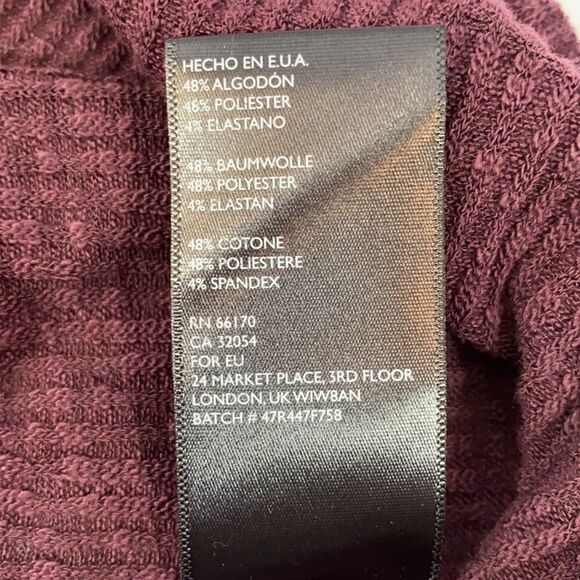 HECHO EN E.U.A.
48% ALGODÓN
48% POLIESTER
4% ELASTANO
48% BAUMWOLLE
48% POLYESTER
4% ELASTAN
48% COTONE
48% POLIESTERE
4% SPANDEX
RN 66170
CA 32054
FOR EU
24 MARKET PLACE, 3RD FLOOR
LONDON, UK W1W8AN
BATCH # 47R447F758